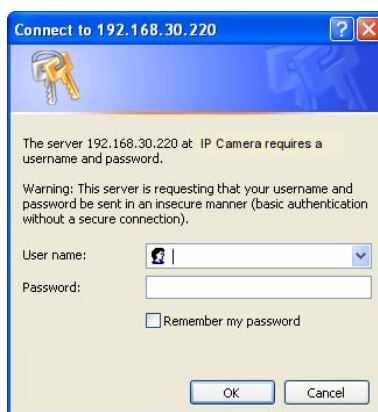 Connect to 192.168.30.220
The server 192.168.30.220 at IP Camera requires a
username and password.
Warning: This server is requesting that your username and
password be sent in an insecure manner (basic authentication
without a secure connection).
User name:
Password:
Remember my password
OK Cancel